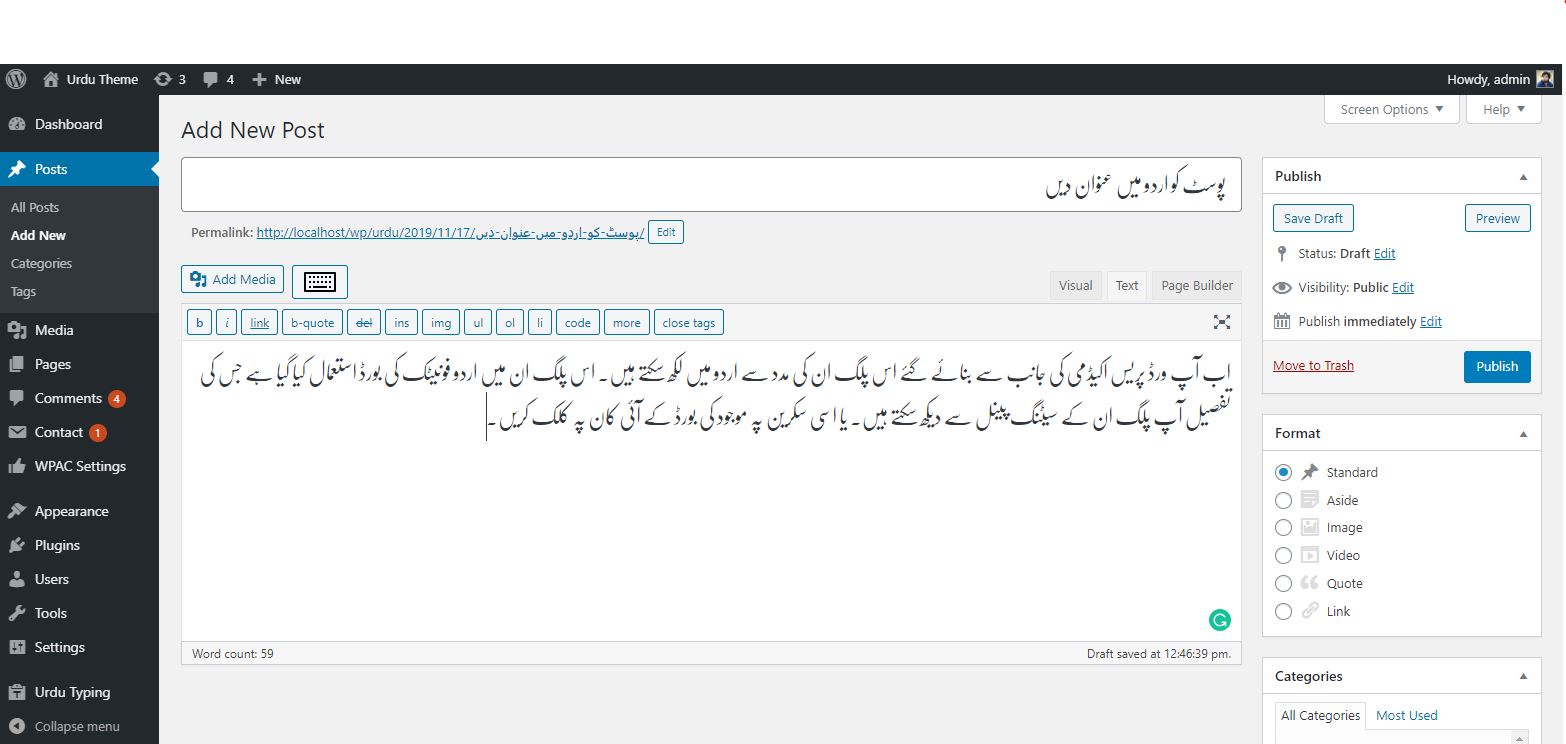 Urdu Theme 3 4 New Howdy, admin
Screen Options Help
Dashboard
Posts
All Posts
Add New
Categories
Tags
Media
Pages
Comments 4
Contact 1
WPAC Settings
Appearance
Plugins
Users
Tools
Settings
Urdu Typing
Collapse menu
Add New Post
پوسٹ کو اردو میں عنوان دیں
Permalink: http://localhost/wp/urdu/2019/11/17/پوسٹ-کو-اردو-میں-عنوان-دیں/ Edit
Add Media
Visual Text Page Builder
b i link b-quote del ins img ul ol li code more close tags
اب آپ ورڈ پریس اکیڈمی کی جانب سے بنائے گئے اس پلگ ان کی مدد سے اردو میں لکھ سکتے ہیں۔ اس پلگ ان میں اردو فونیٹک کی بورڈ استعمال کیا گیا ہے جس کی
تفصیل آپ پلگ ان کے سیٹنگ پینل سے دیکھ سکتے ہیں۔ یا اسی سکرین پہ موجود کی بورڈ کے آئی کان پہ کلک کریں۔
Word count: 59 Draft saved at 12:46:39 pm.
Publish
Save Draft Preview
Status: Draft Edit
Visibility: Public Edit
Publish immediately Edit
Move to Trash Publish
Format
Standard
Aside
Image
Video
Quote
Link
Categories
All Categories Most Used